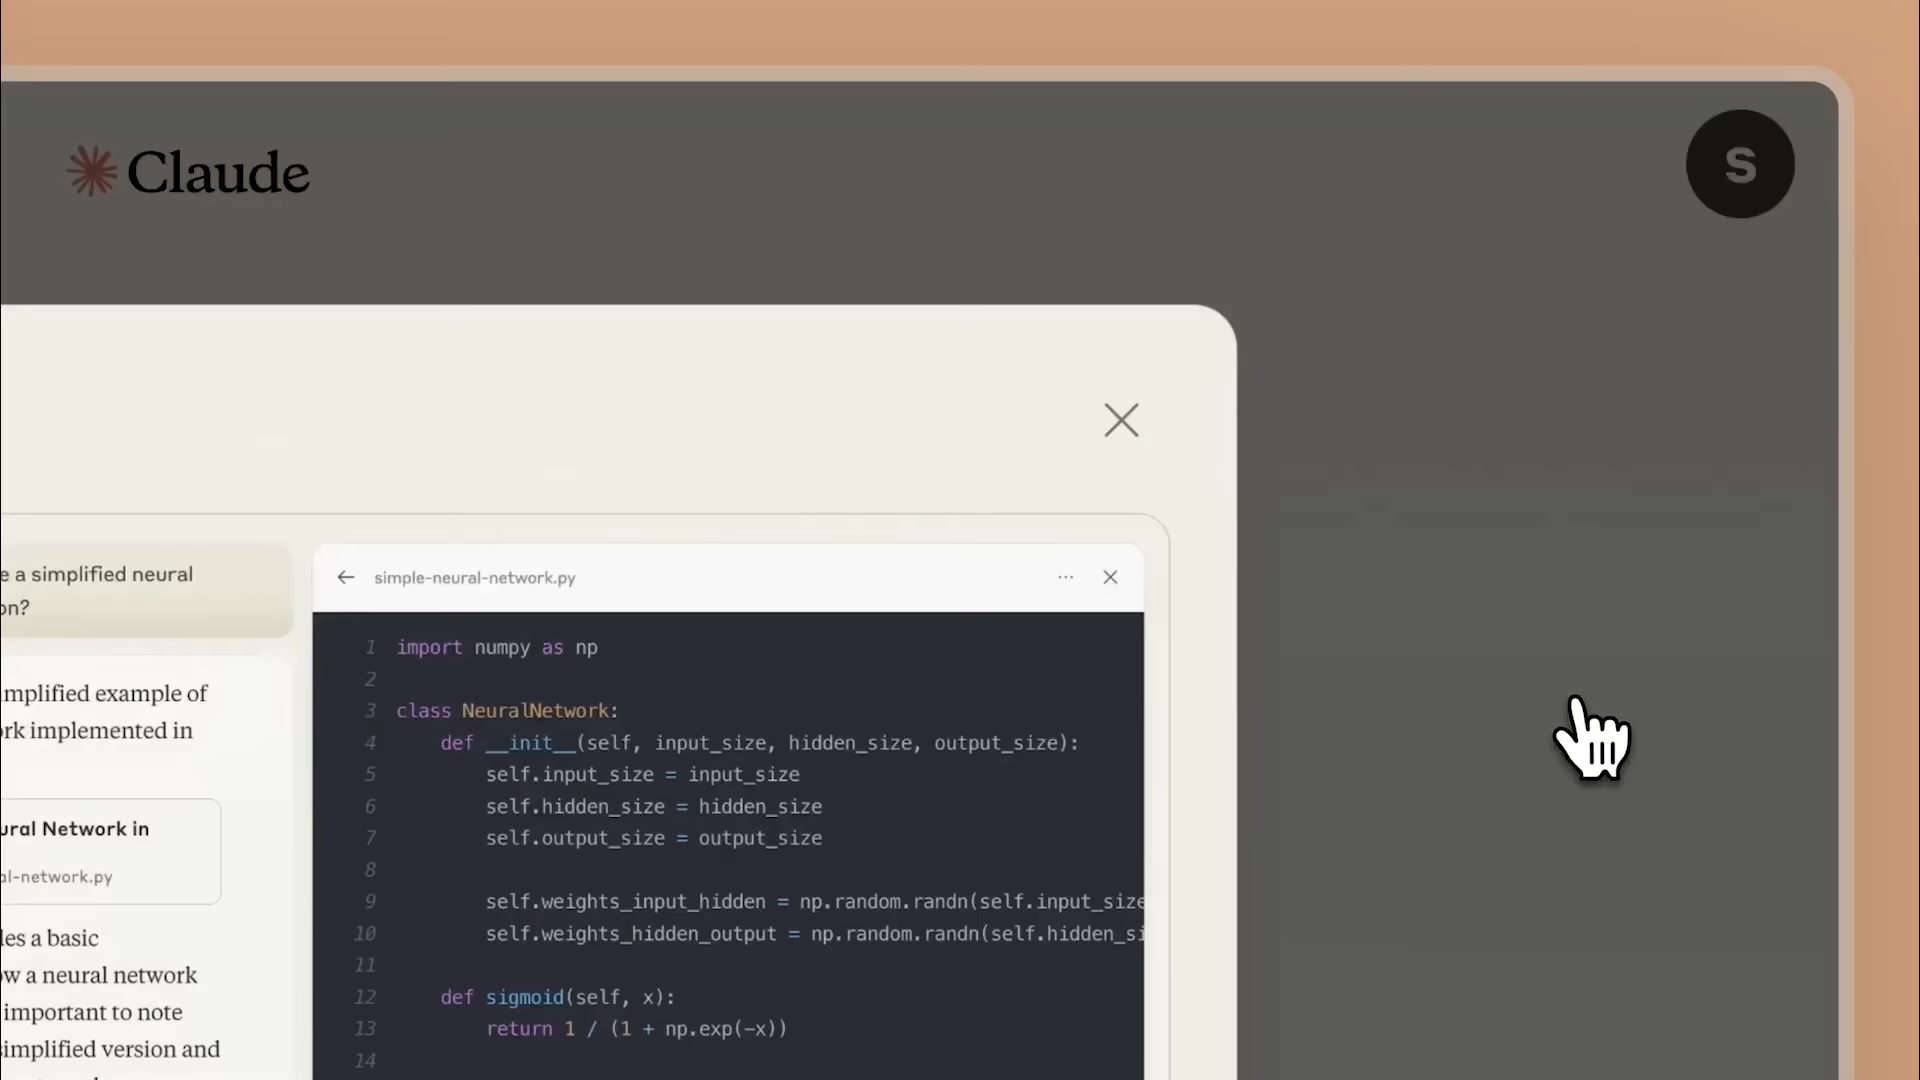 Claude
S
e a simplified neural
on?
mplified example of
rk implemented in
ural Network in
al-network.py
les a basic
ow a neural network
important to note
simplified version and
simple-neural-network.py
1 import numpy as np
2
3 class NeuralNetwork:
4 def __init__(self, input_size, hidden_size, output_size):
5 self.input_size = input_size
6 self.hidden_size = hidden_size
7 self.output_size = output_size
8
9 self.weights_input_hidden = np.random.randn(self.input_size
10 self.weights_hidden_output = np.random.randn(self.hidden_si
11
12 def sigmoid(self, x):
13 return 1 / (1 + np.exp(-x))
14